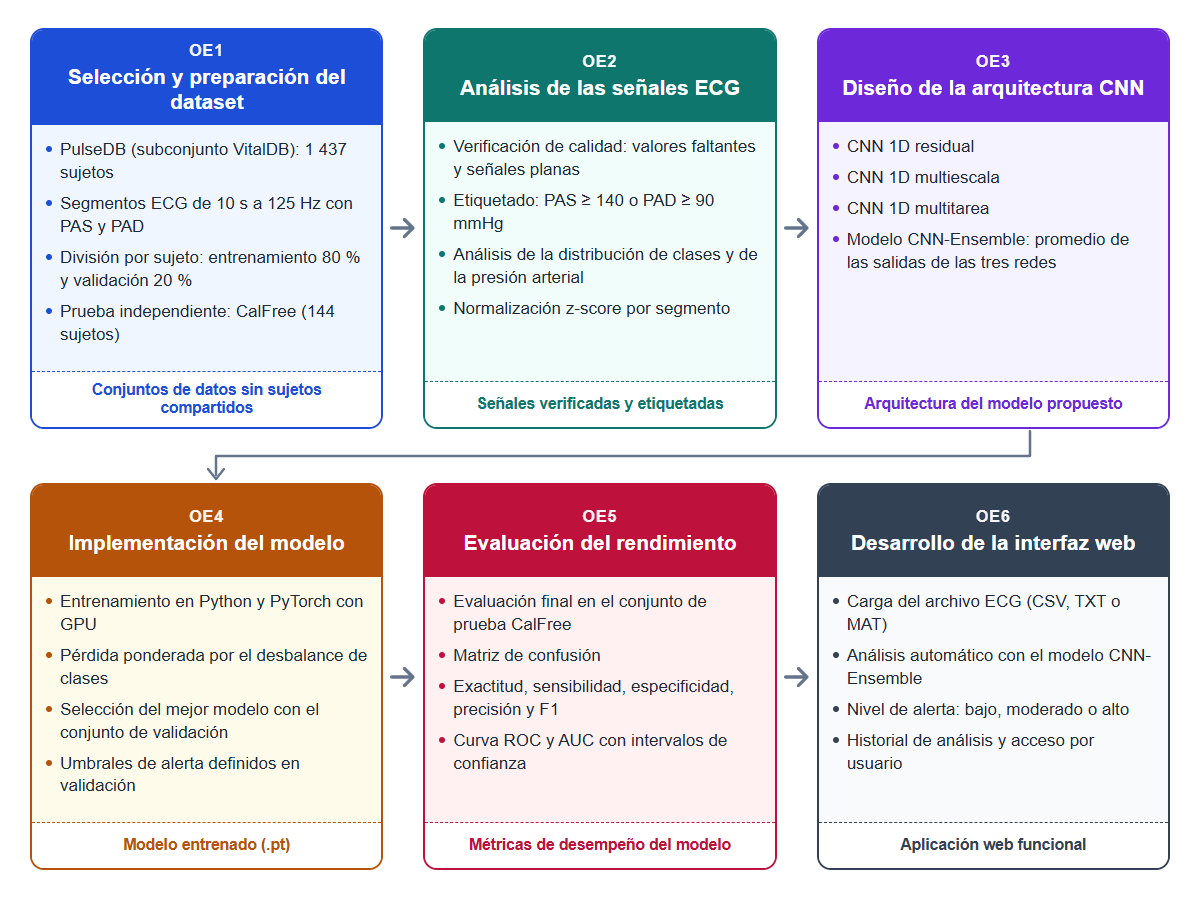 OE1
Selección y preparación del
dataset
• PulseDB (subconjunto VitalDB): 1 437
sujetos
• Segmentos ECG de 10 s a 125 Hz con
PAS y PAD
• División por sujeto: entrenamiento 80 %
y validación 20 %
• Prueba independiente: CalFree (144
sujetos)
Conjuntos de datos sin sujetos
compartidos
OE2
Análisis de las señales ECG
• Verificación de calidad: valores faltantes
y señales planas
• Etiquetado: PAS ≥ 140 o PAD ≥ 90
mmHg
• Análisis de la distribución de clases y de
la presión arterial
• Normalización z-score por segmento
Señales verificadas y etiquetadas
OE3
Diseño de la arquitectura CNN
• CNN 1D residual
• CNN 1D multiescala
• CNN 1D multitarea
• Modelo CNN-Ensemble: promedio de
las salidas de las tres redes
Arquitectura del modelo propuesto
OE4
Implementación del modelo
• Entrenamiento en Python y PyTorch con
GPU
• Pérdida ponderada por el desbalance de
clases
• Selección del mejor modelo con el
conjunto de validación
• Umbrales de alerta definidos en
validación
Modelo entrenado (.pt)
OE5
Evaluación del rendimiento
• Evaluación final en el conjunto de
prueba CalFree
• Matriz de confusión
• Exactitud, sensibilidad, especificidad,
precisión y F1
• Curva ROC y AUC con intervalos de
confianza
Métricas de desempeño del modelo
OE6
Desarrollo de la interfaz web
• Carga del archivo ECG (CSV, TXT o
MAT)
• Análisis automático con el modelo CNN-
Ensemble
• Nivel de alerta: bajo, moderado o alto
• Historial de análisis y acceso por
usuario
Aplicación web funcional